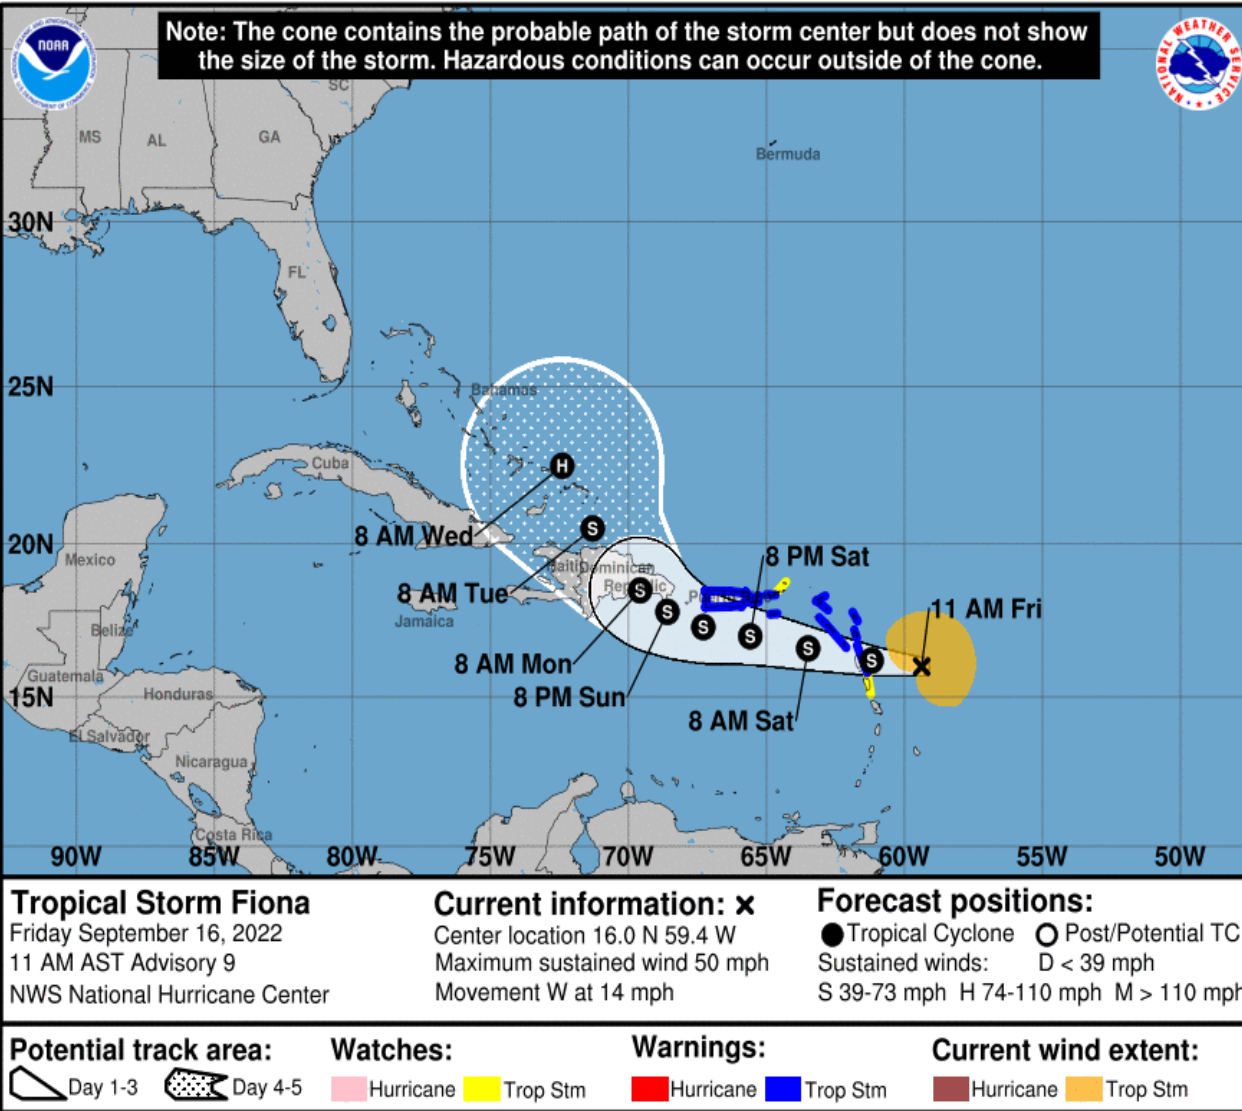 Note: The cone contains the probable path of the storm center but does not show
the size of the storm. Hazardous conditions can occur outside of the cone.
NOAA
NATIONAL WEATHER SERVICE
SC
MS
AL
GA
Bermuda
30N
FL
25N
Bahamas
Cuba
H
8 AM Wed
S
20N
8 PM Sat
Mexico
Haiti
Dominican
Republic
8 AM Tue
S
11 AM Fri
Jamaica
S
S
S
S
S
Belize
8 AM Mon
Guatemala
Honduras
15N
8 PM Sun
8 AM Sat
El Salvador
Nicaragua
Costa Rica
90W 85W 80W 75W 70W 65W 60W 55W 50W
Tropical Storm Fiona
Friday September 16, 2022
11 AM AST Advisory 9
NWS National Hurricane Center
Current information: x
Center location 16.0 N 59.4 W
Maximum sustained wind 50 mph
Movement W at 14 mph
Forecast positions:
Tropical Cyclone Post/Potential TC
Sustained winds: D < 39 mph
S 39-73 mph H 74-110 mph M > 110 mph
Potential track area:
Day 1-3 Day 4-5
Watches:
Hurricane Trop Stm
Warnings:
Hurricane Trop Stm
Current wind extent:
Hurricane Trop Stm